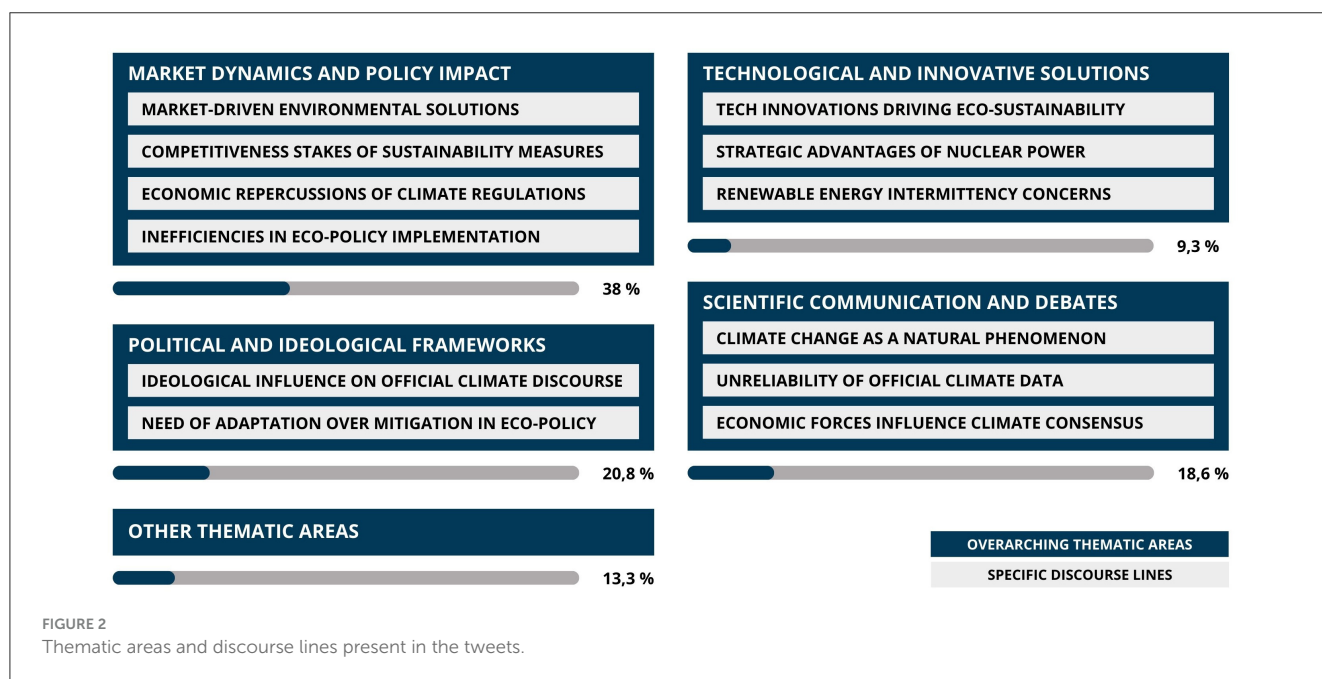 MARKET DYNAMICS AND POLICY IMPACT
MARKET-DRIVEN ENVIRONMENTAL SOLUTIONS
COMPETITIVENESS STAKES OF SUSTAINABILITY MEASURES
ECONOMIC REPERCUSSIONS OF CLIMATE REGULATIONS
INEFFICIENCIES IN ECO-POLICY IMPLEMENTATION
38 %
POLITICAL AND IDEOLOGICAL FRAMEWORKS
IDEOLOGICAL INFLUENCE ON OFFICIAL CLIMATE DISCOURSE
NEED OF ADAPTATION OVER MITIGATION IN ECO-POLICY
20,8 %
OTHER THEMATIC AREAS
13,3 %
TECHNOLOGICAL AND INNOVATIVE SOLUTIONS
TECH INNOVATIONS DRIVING ECO-SUSTAINABILITY
STRATEGIC ADVANTAGES OF NUCLEAR POWER
RENEWABLE ENERGY INTERMITTENCY CONCERNS
9,3 %
SCIENTIFIC COMMUNICATION AND DEBATES
CLIMATE CHANGE AS A NATURAL PHENOMENON
UNRELIABILITY OF OFFICIAL CLIMATE DATA
ECONOMIC FORCES INFLUENCE CLIMATE CONSENSUS
18,6 %
OVERARCHING THEMATIC AREAS
SPECIFIC DISCOURSE LINES
FIGURE 2
Thematic areas and discourse lines present in the tweets.